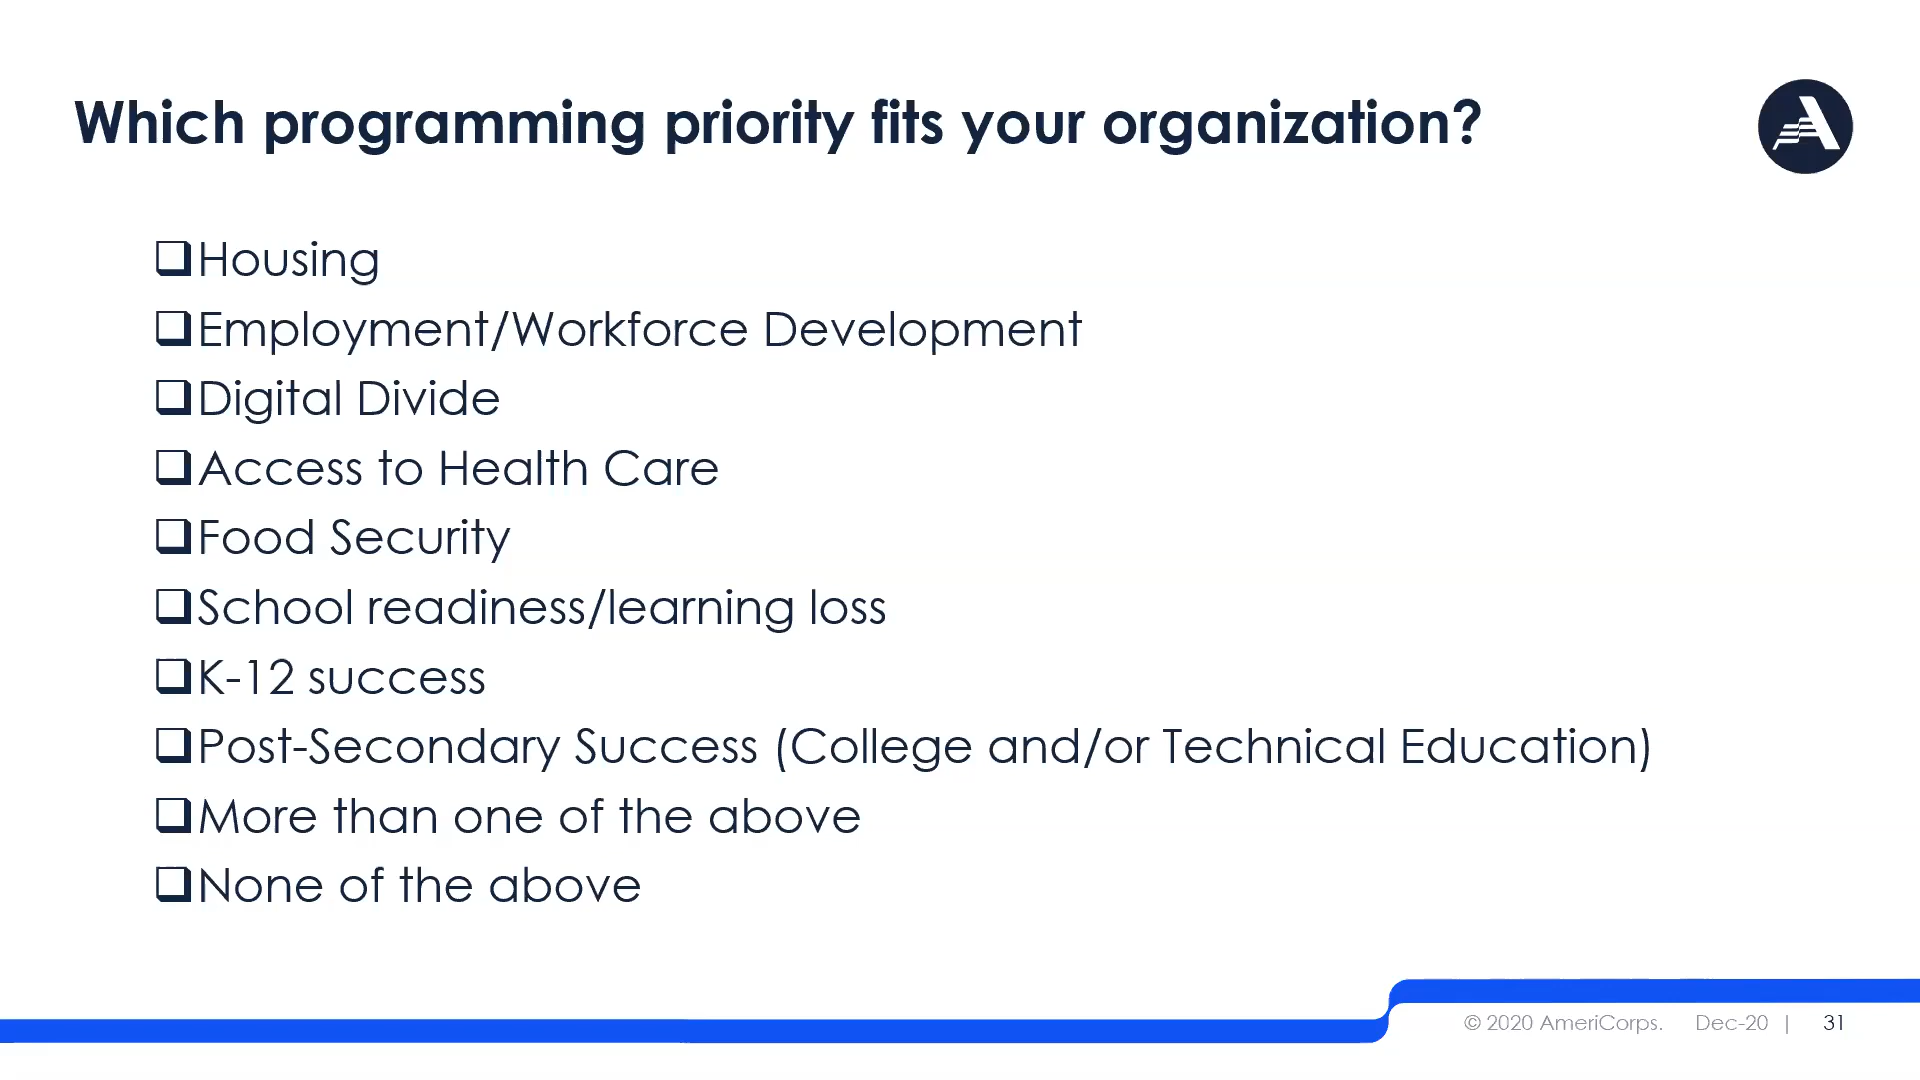 Which programming priority fits your organization?
Housing
Employment/Workforce Development
Digital Divide
Access to Health Care
Food Security
School readiness/learning loss
K-12 success
Post-Secondary Success (College and/or Technical Education)
More than one of the above
None of the above
© 2020 AmeriCorps. Dec-20 | 31